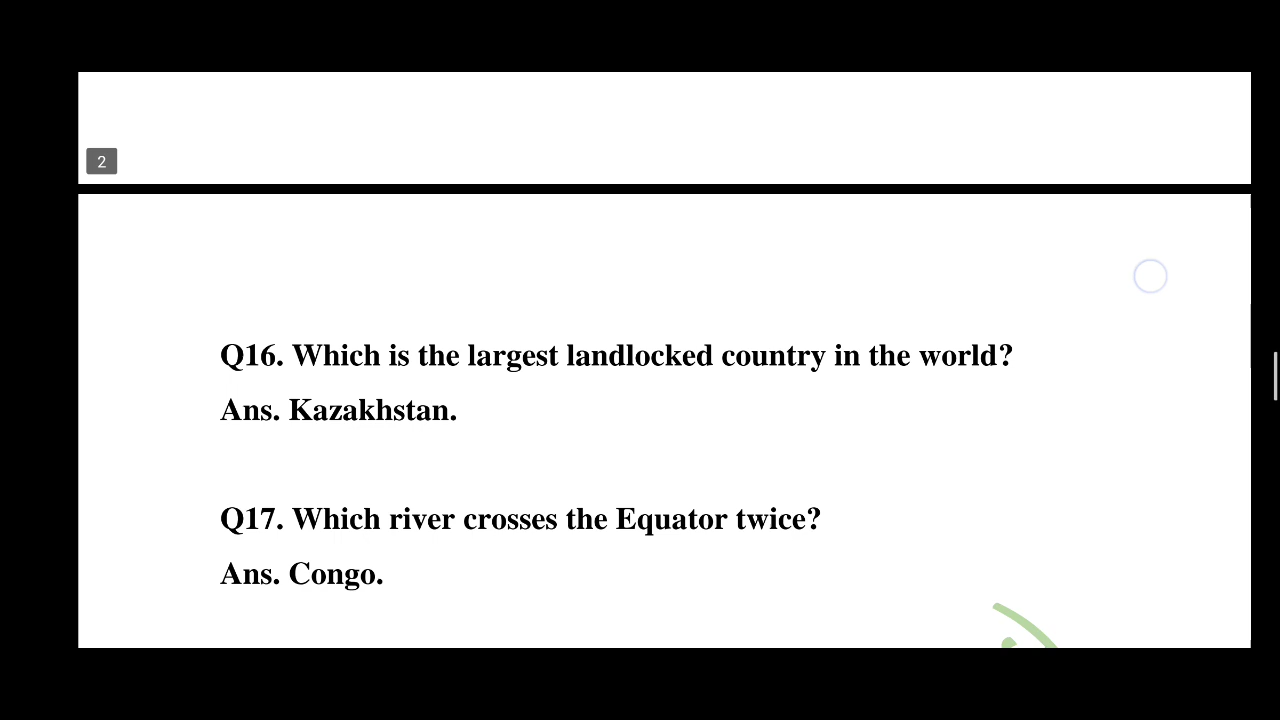 2
Q16. Which is the largest landlocked country in the world?
Ans. Kazakhstan.
Q17. Which river crosses the Equator twice?
Ans. Congo.